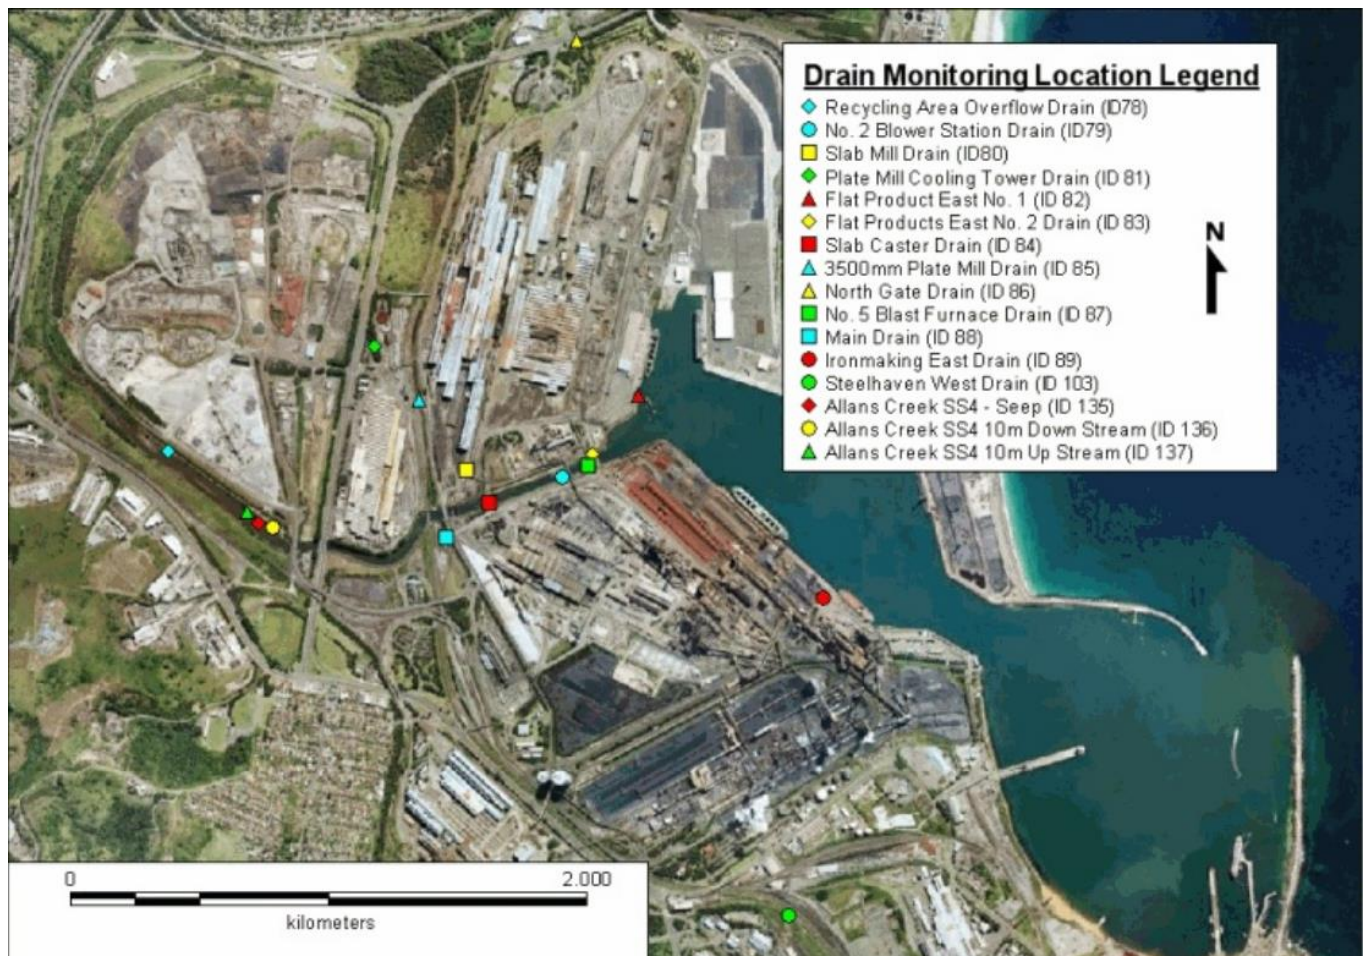 Drain Monitoring Location Legend
Recycling Area Overflow Drain (ID78)
No. 2 Blower Station Drain (ID79)
Slab Mill Drain (ID80)
Plate Mill Cooling Tower Drain (ID 81)
Flat Product East No. 1 (ID 82)
Flat Products East No. 2 Drain (ID 83)
Slab Caster Drain (ID 84)
3500mm Plate Mill Drain (ID 85)
North Gate Drain (ID 86)
No. 5 Blast Furnace Drain (ID 87)
Main Drain (ID 88)
Ironmaking East Drain (ID 89)
Steelhaven West Drain (ID 103)
Allans Creek SS4 - Seep (ID 135)
Allans Creek SS4 10m Down Stream (ID 136)
Allans Creek SS4 10m Up Stream (ID 137)
N
0 2.000
kilometers